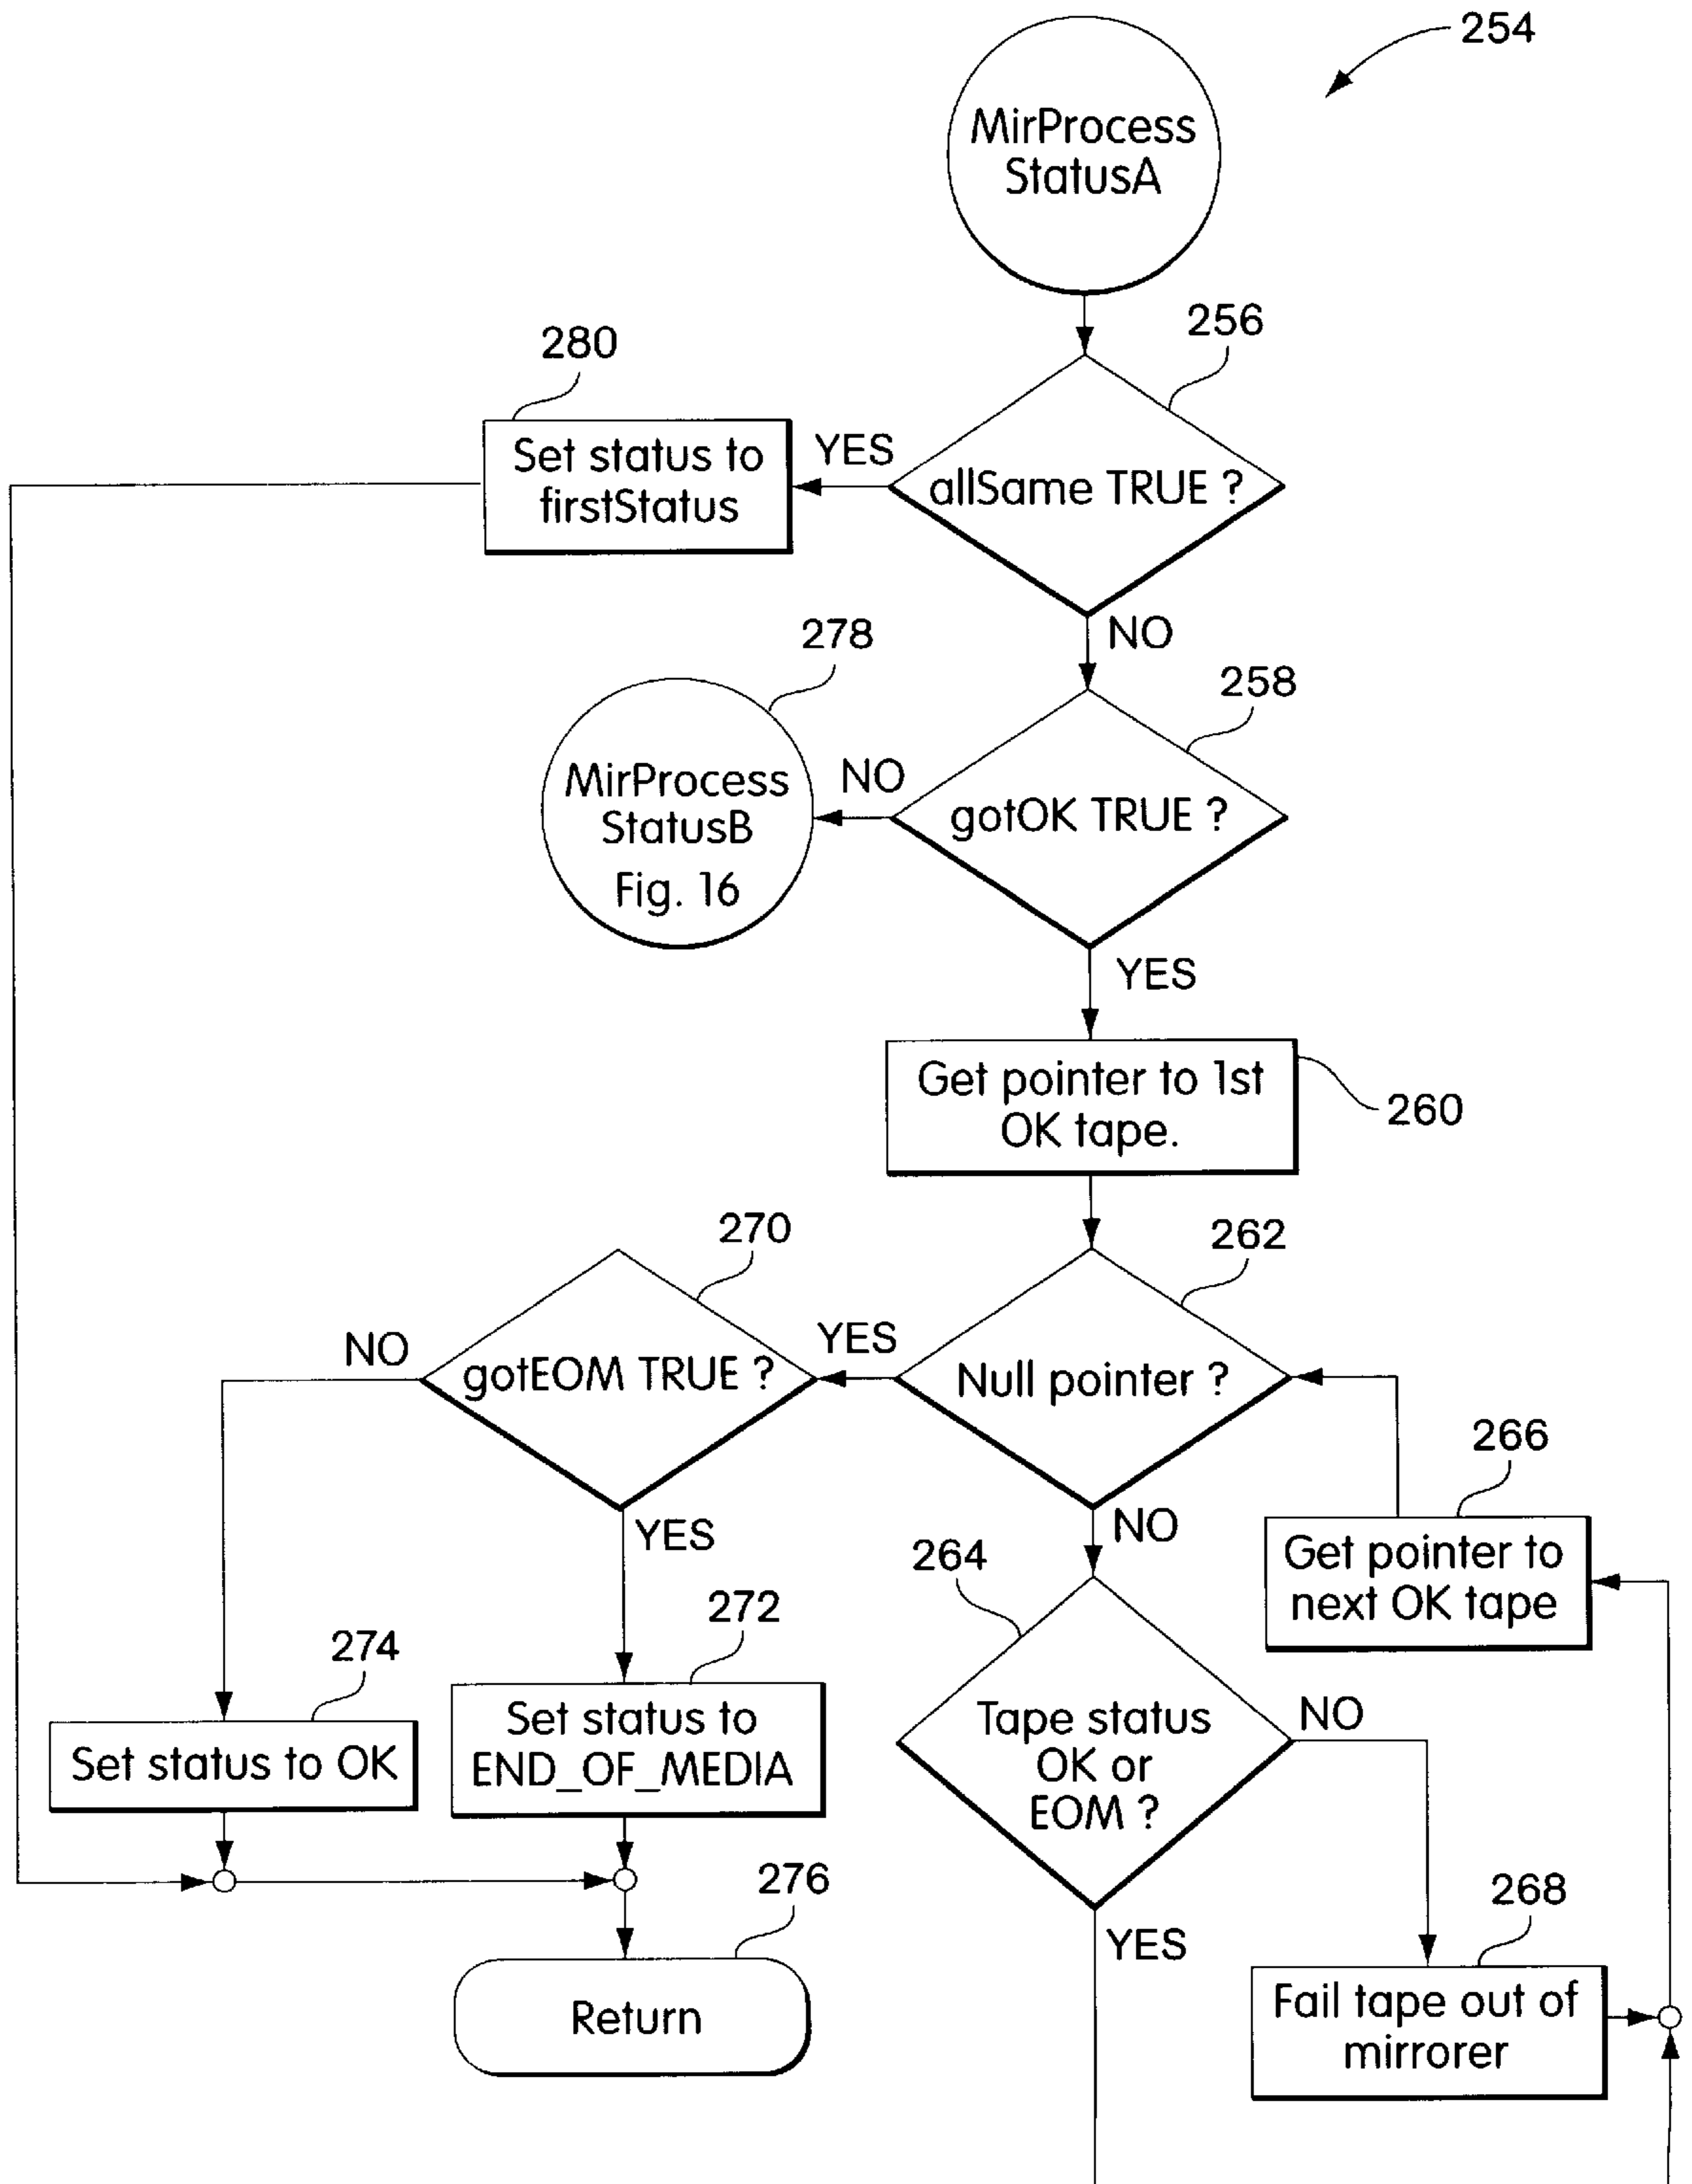 254
MirProcess
StatusA
256
280
Set status to
firstStatus
YES
allSame TRUE ?
NO
278
258
MirProcess
StatusB
Fig. 16
NO
gotOK TRUE ?
YES
Get pointer to 1st
OK tape.
260
270
262
NO
gotEOM TRUE ?
YES
Null pointer ?
266
YES
NO
264
Get pointer to
next OK tape
272
274
Set status to OK
Set status to
END_OF_MEDIA
Tape status
OK or
EOM ?
NO
276
268
YES
Return
Fail tape out of
mirrorer